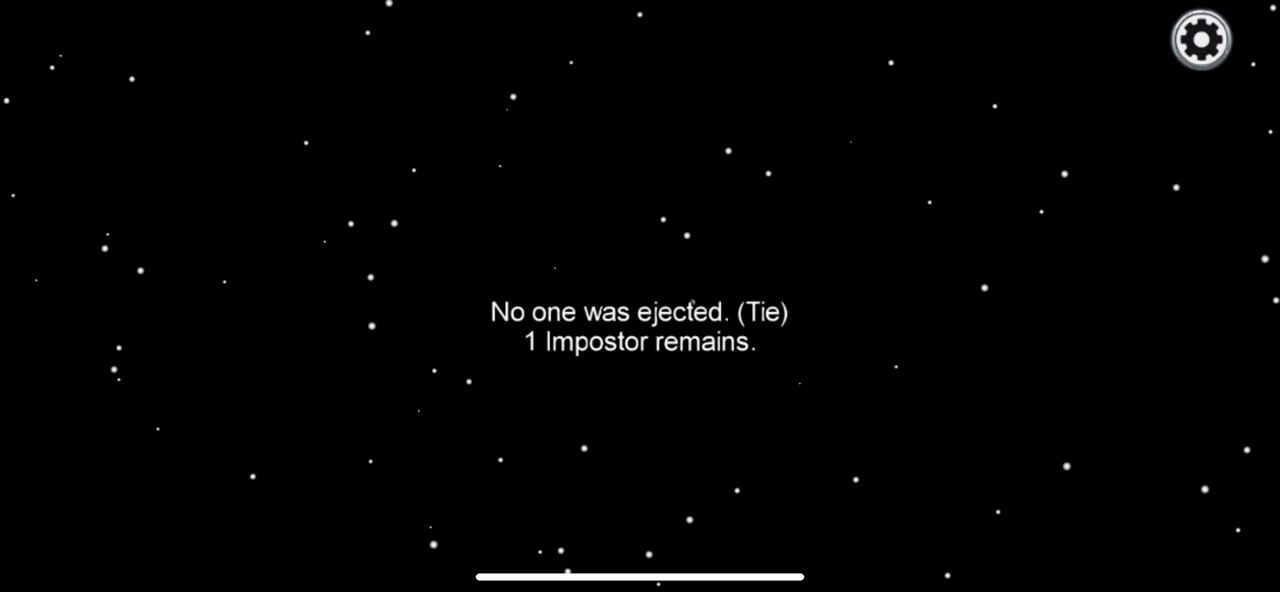 No one was ejected. (Tie)
1 Impostor remains.